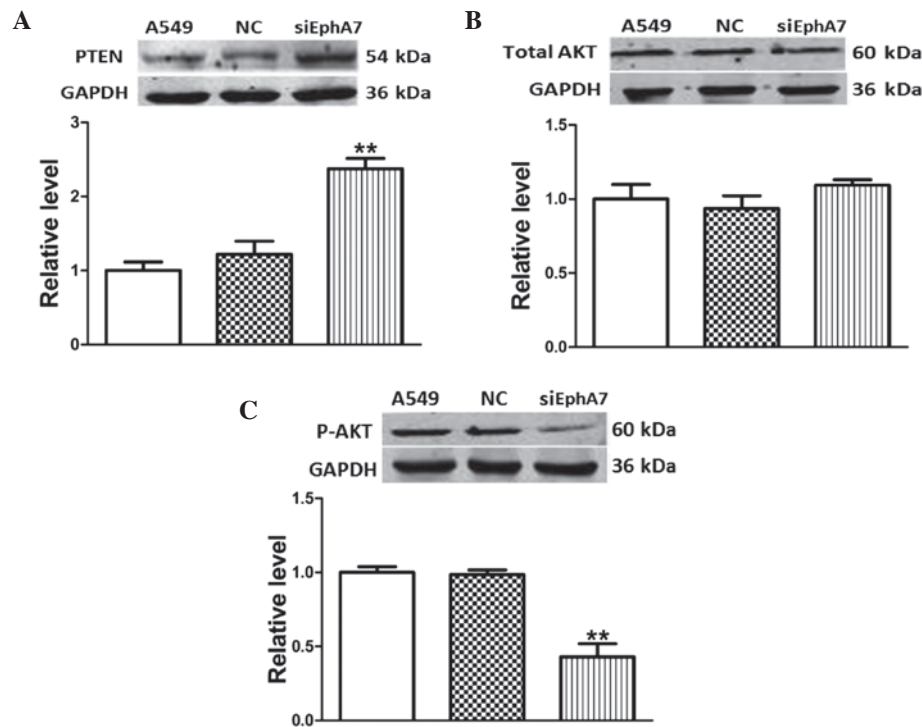 A
A549 NC siEphA7
PTEN 54 kDa
GAPDH 36 kDa
3
**
2
1
0
Relative level
B
A549 NC siEphA7
Total AKT 60 kDa
GAPDH 36 kDa
1.5
1.0
0.5
0.0
Relative level
C
A549 NC siEphA7
P-AKT 60 kDa
GAPDH 36 kDa
1.5
1.0
0.5
**
0.0
Relative level